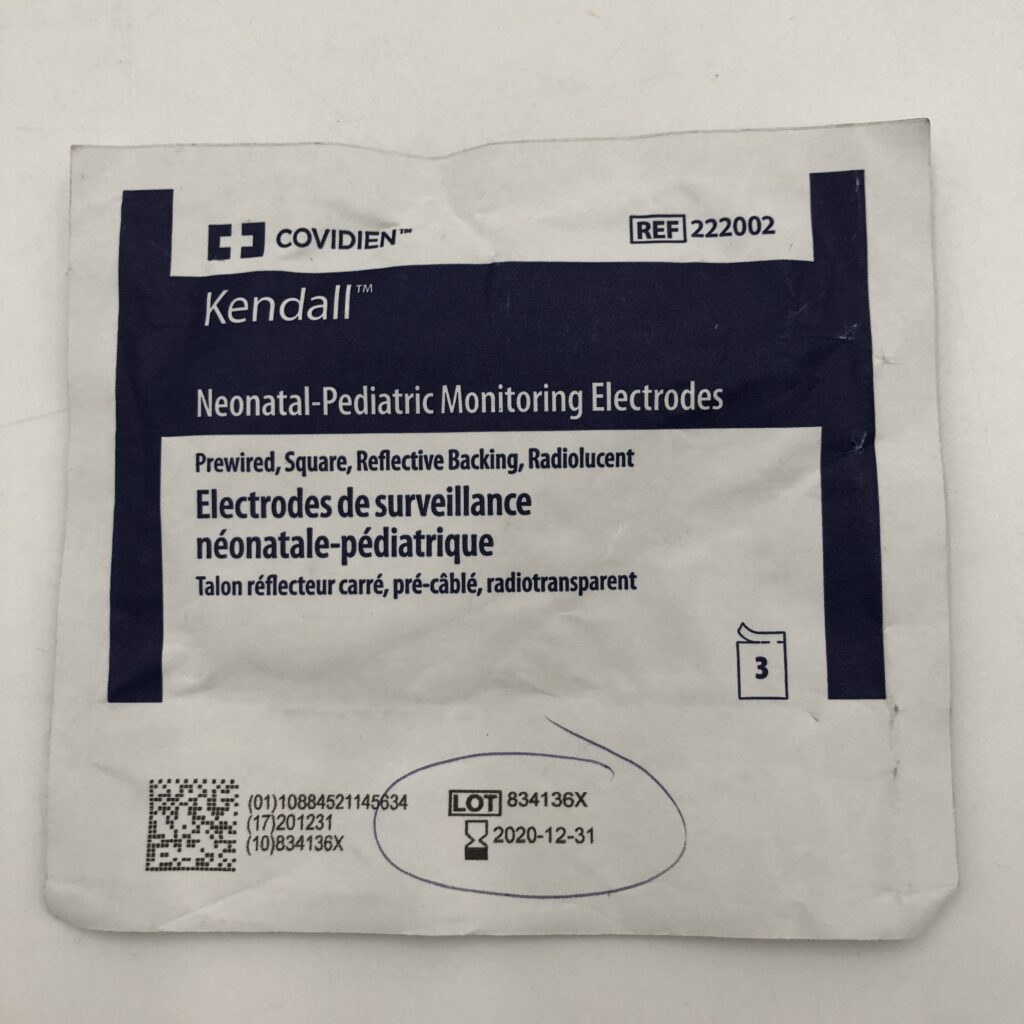 COVIDIEN™
REF 222002
Kendall™
Neonatal-Pediatric Monitoring Electrodes
Prewired, Square, Reflective Backing, Radiolucent
Electrodes de surveillance
néonatale-pédiatrique
Talon réflecteur carré, pré-câblé, radiotransparent
3
(01)10884521145634
(17)201231
(10)834136X
LOT 834136X
2020-12-31